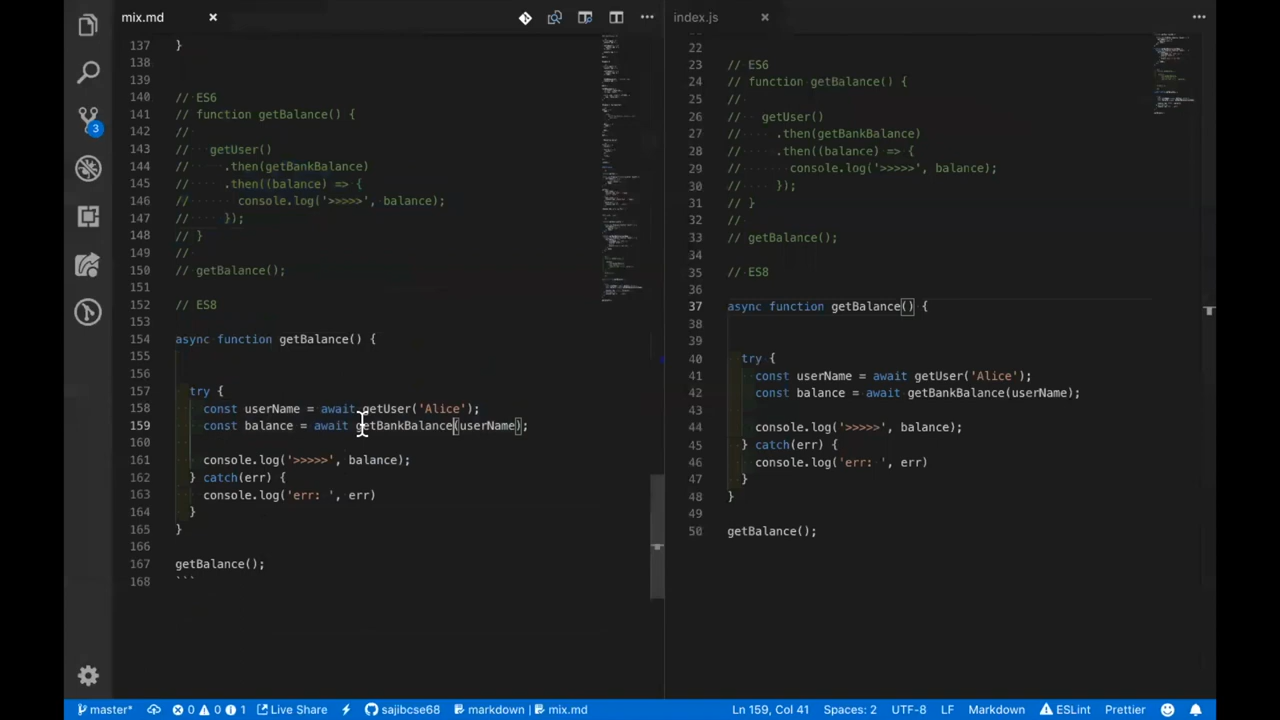 mix.md
137 }
138
139
140 // ES6
141 // function getBalance() {
142 //
143 //   getUser()
144 //     .then(getBankBalance)
145 //     .then((balance) => {
146 //       console.log('>>>>>', balance);
147 //     });
148 // }
149 //
150 // getBalance();
151
152 // ES8
153
154 async function getBalance() {
155
156
157   try {
158     const userName = await getUser('Alice');
159     const balance = await getBankBalance(userName);
160
161     console.log('>>>>>', balance);
162   } catch(err) {
163     console.log('err: ', err)
164   }
165 }
166
167 getBalance();
168 ```
index.js
22
23 // ES6
24 // function getBalance() {
25 //
26 //   getUser()
27 //     .then(getBankBalance)
28 //     .then((balance) => {
29 //       console.log('>>>>>', balance);
30 //     });
31 // }
32 //
33 // getBalance();
34
35 // ES8
36
37 async function getBalance() {
38
39
40   try {
41     const userName = await getUser('Alice');
42     const balance = await getBankBalance(userName);
43
44     console.log('>>>>>', balance);
45   } catch(err) {
46     console.log('err: ', err)
47   }
48 }
49
50 getBalance();
3
master* 0 0 1 Live Share sajibcse68 markdown mix.md Ln 159, Col 41 Spaces: 2 UTF-8 LF Markdown ESLint Prettier